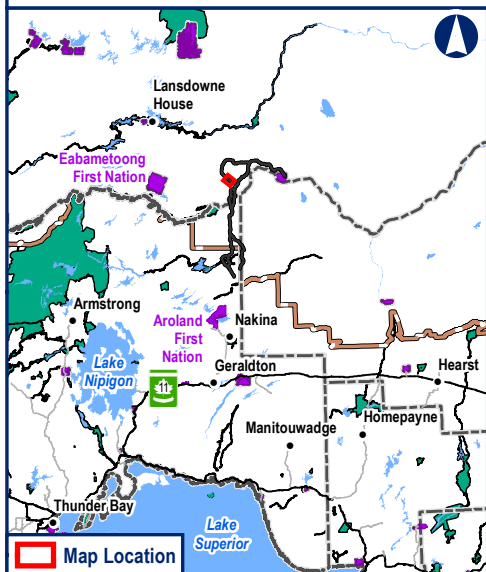 Lansdowne
House
Eabametoong
First Nation
Armstrong
Aroland
First
Nation
Nakina
Lake
Nipigon
Geraldton
Hearst
11
Manitouwadge
Homepayne
Thunder Bay
Lake
Superior
Map Location